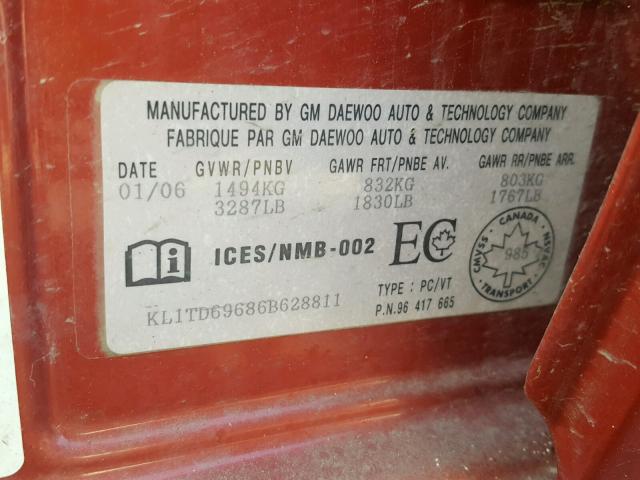 MANUFACTURED BY GM DAEWOO AUTO & TECHNOLOGY COMPANY
FABRIQUE PAR GM DAEWOO AUTO & TECHNOLOGY COMPANY
DATE GVWR/PNBV GAWR FRT/PNBE AV. GAWR RR/PNBE ARR.
01/06 1494KG 832KG 803KG
3287LB 1830LB 1767LB
i ICES/NMB-002 EC
CANADA
CMVSS 985 NSVAC
TRANSPORT
TYPE : PC/VT
KL1TD69686B628811 P.N.96 417 665